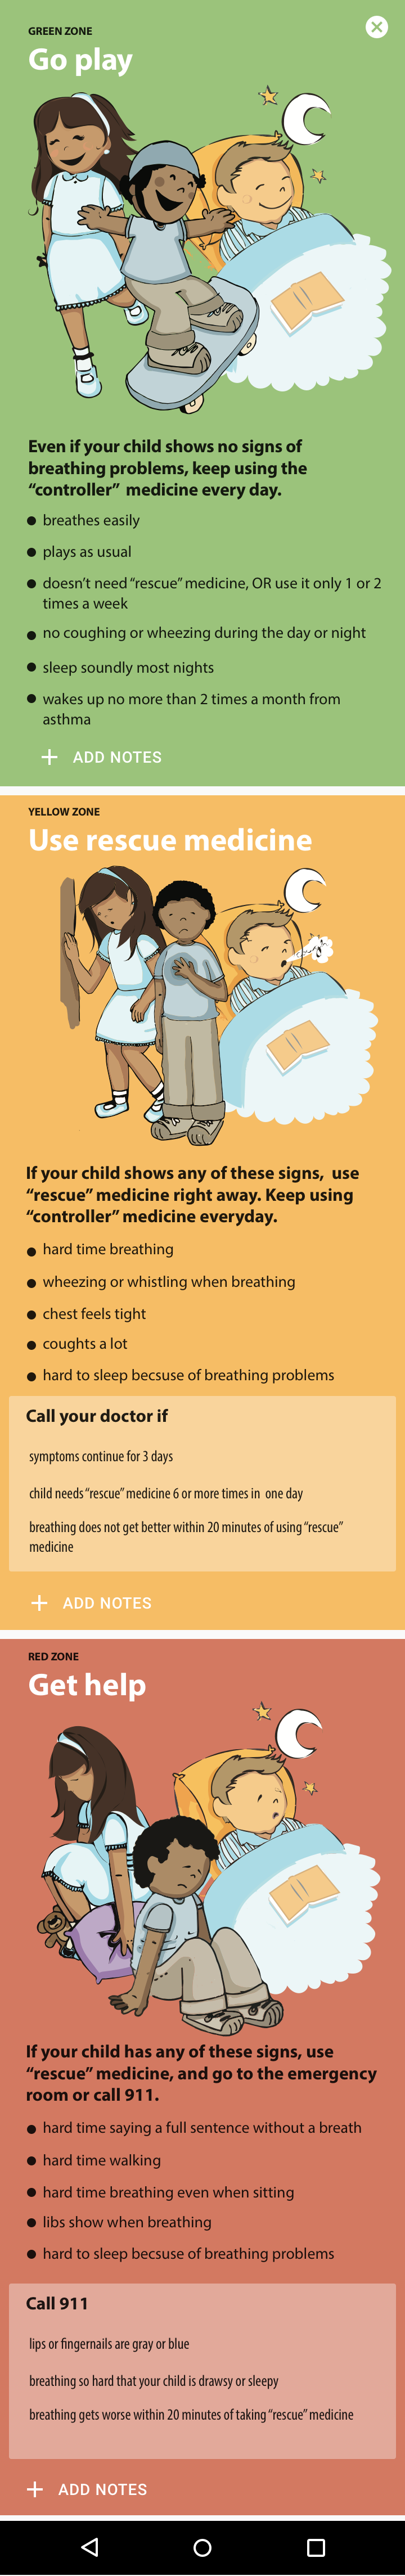 GREEN ZONE
Go play
Even if your child shows no signs of
breathing problems, keep using the
“controller” medicine every day.
● breathes easily
● plays as usual
● doesn’t need “rescue” medicine, OR use it only 1 or 2
times a week
● no coughing or wheezing during the day or night
● sleep soundly most nights
● wakes up no more than 2 times a month from
asthma
+ ADD NOTES
YELLOW ZONE
Use rescue medicine
If your child shows any of these signs, use
“rescue” medicine right away. Keep using
“controller” medicine everyday.
● hard time breathing
● wheezing or whistling when breathing
● chest feels tight
● coughts a lot
● hard to sleep becsuse of breathing problems
Call your doctor if
symptoms continue for 3 days
child needs “rescue” medicine 6 or more times in one day
breathing does not get better within 20 minutes of using “rescue”
medicine
+ ADD NOTES
RED ZONE
Get help
If your child has any of these signs, use
“rescue” medicine, and go to the emergency
room or call 911.
● hard time saying a full sentence without a breath
● hard time walking
● hard time breathing even when sitting
● libs show when breathing
● hard to sleep becsuse of breathing problems
Call 911
lips or fingernails are gray or blue
breathing so hard that your child is drawsy or sleepy
breathing gets worse within 20 minutes of taking “rescue” medicine
+ ADD NOTES